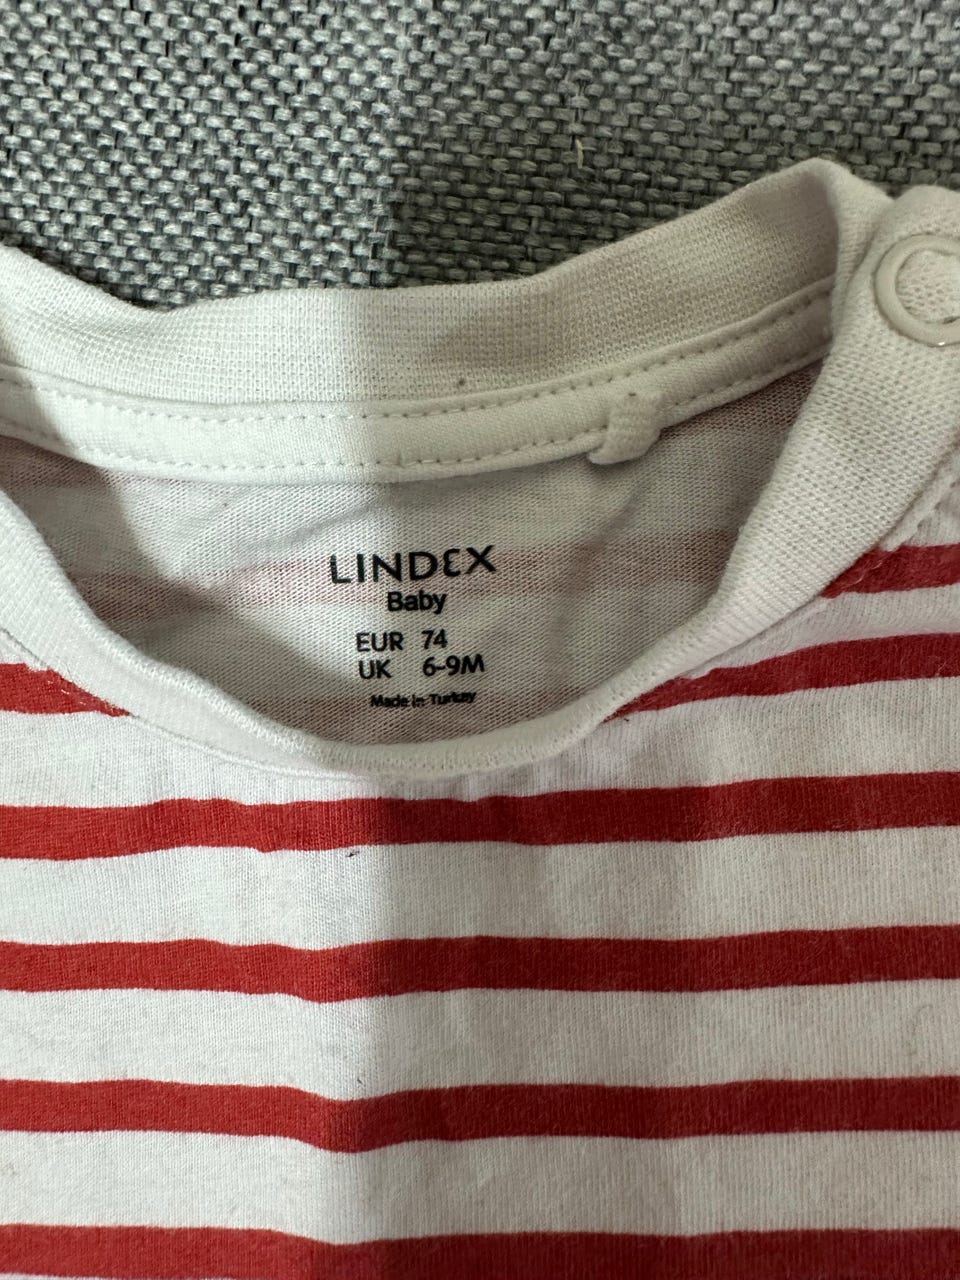 LINDEX
Baby
EUR 74
UK 6-9M
Made in Turkey